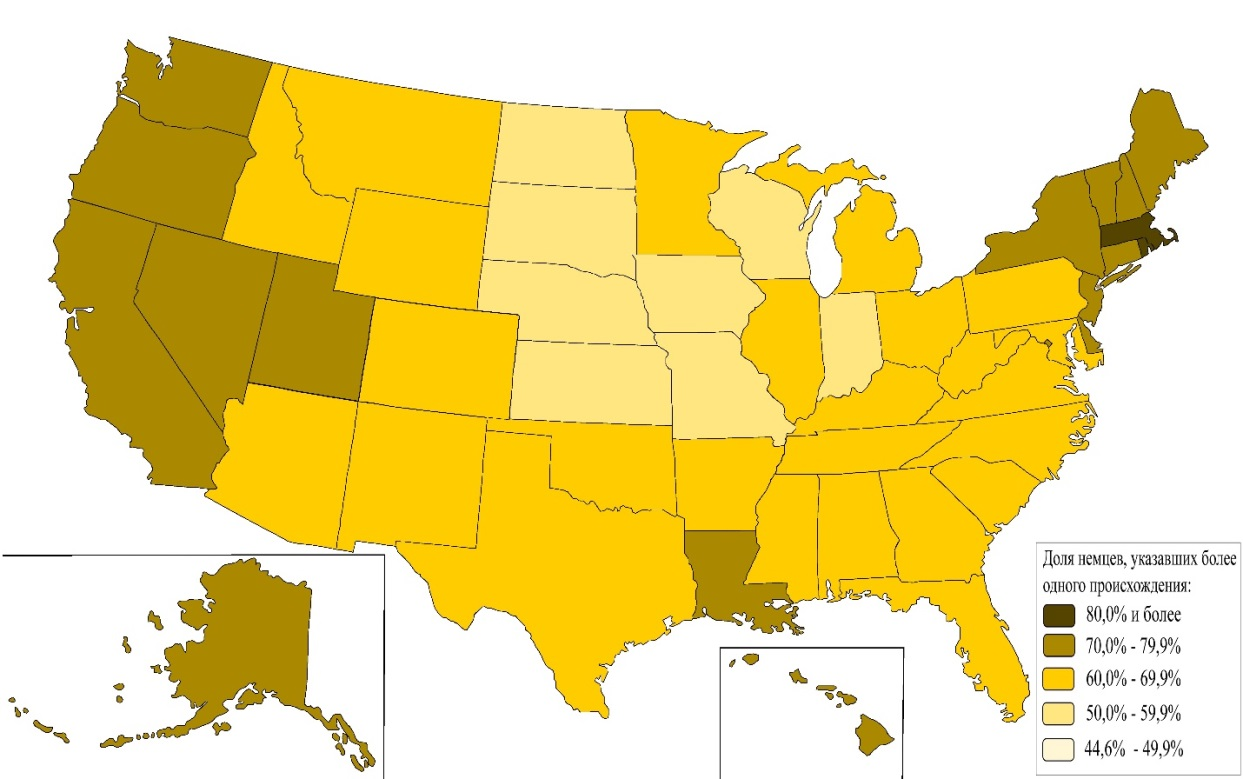 Доля немцев, указавших более
одного происхождения:
80,0% и более
70,0% - 79,9%
60,0% - 69,9%
50,0% - 59,9%
44,6% - 49,9%